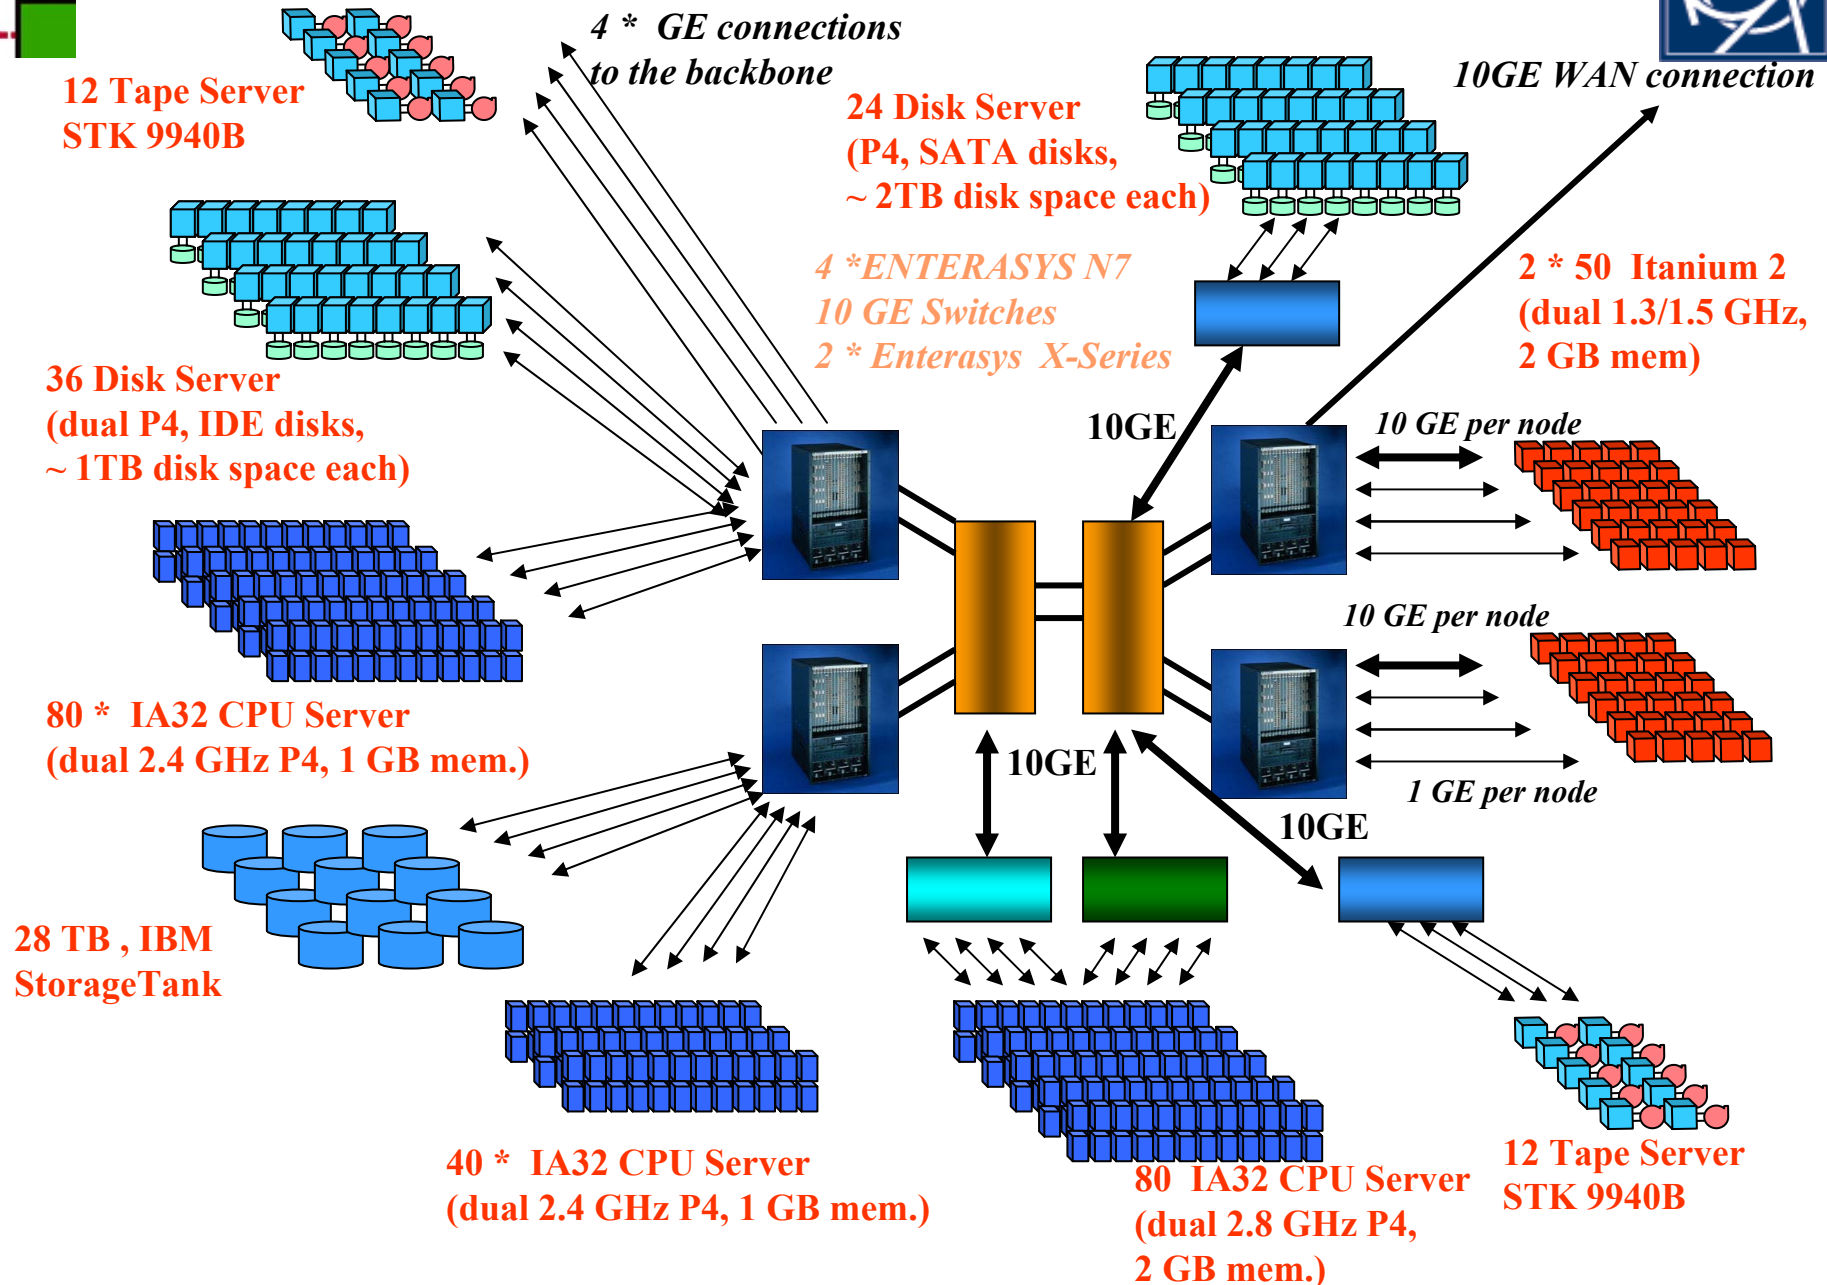 4 * GE connections
to the backbone
12 Tape Server
STK 9940B
24 Disk Server
(P4, SATA disks,
~ 2TB disk space each)
10GE WAN connection
4 *ENTERASYS N7
10 GE Switches
2 * Enterasys X-Series
2 * 50 Itanium 2
(dual 1.3/1.5 GHz,
2 GB mem)
36 Disk Server
(dual P4, IDE disks,
~ 1TB disk space each)
10GE
10 GE per node
10 GE per node
80 * IA32 CPU Server
(dual 2.4 GHz P4, 1 GB mem.)
10GE
1 GE per node
10GE
28 TB , IBM
StorageTank
40 * IA32 CPU Server
(dual 2.4 GHz P4, 1 GB mem.)
80 IA32 CPU Server
(dual 2.8 GHz P4,
2 GB mem.)
12 Tape Server
STK 9940B